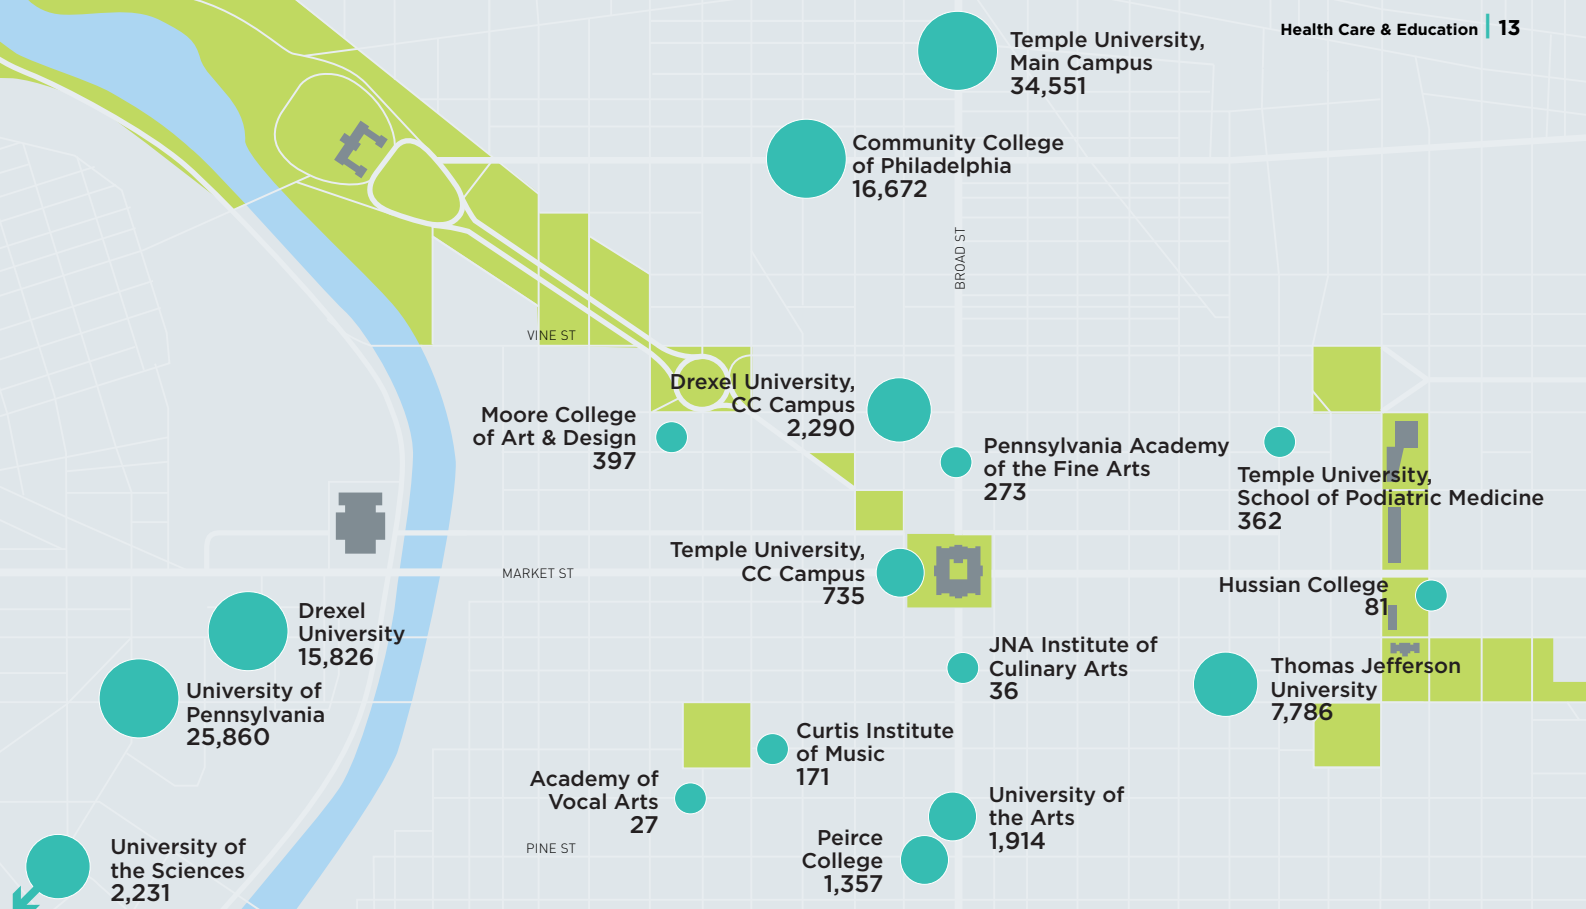 Health Care & Education | 13
Temple University,
Main Campus
34,551
Community College
of Philadelphia
16,672
BROAD ST
VINE ST
Drexel University,
CC Campus
2,290
Moore College
of Art & Design
397
Pennsylvania Academy
of the Fine Arts
273
Temple University,
School of Podiatric Medicine
362
Temple University,
CC Campus
735
MARKET ST
Hussian College
81
Drexel
University
15,826
JNA Institute of
Culinary Arts
36
Thomas Jefferson
University
7,786
University of
Pennsylvania
25,860
Curtis Institute
of Music
171
Academy of
Vocal Arts
27
University of
the Arts
1,914
Peirce
College
1,357
PINE ST
University of
the Sciences
2,231